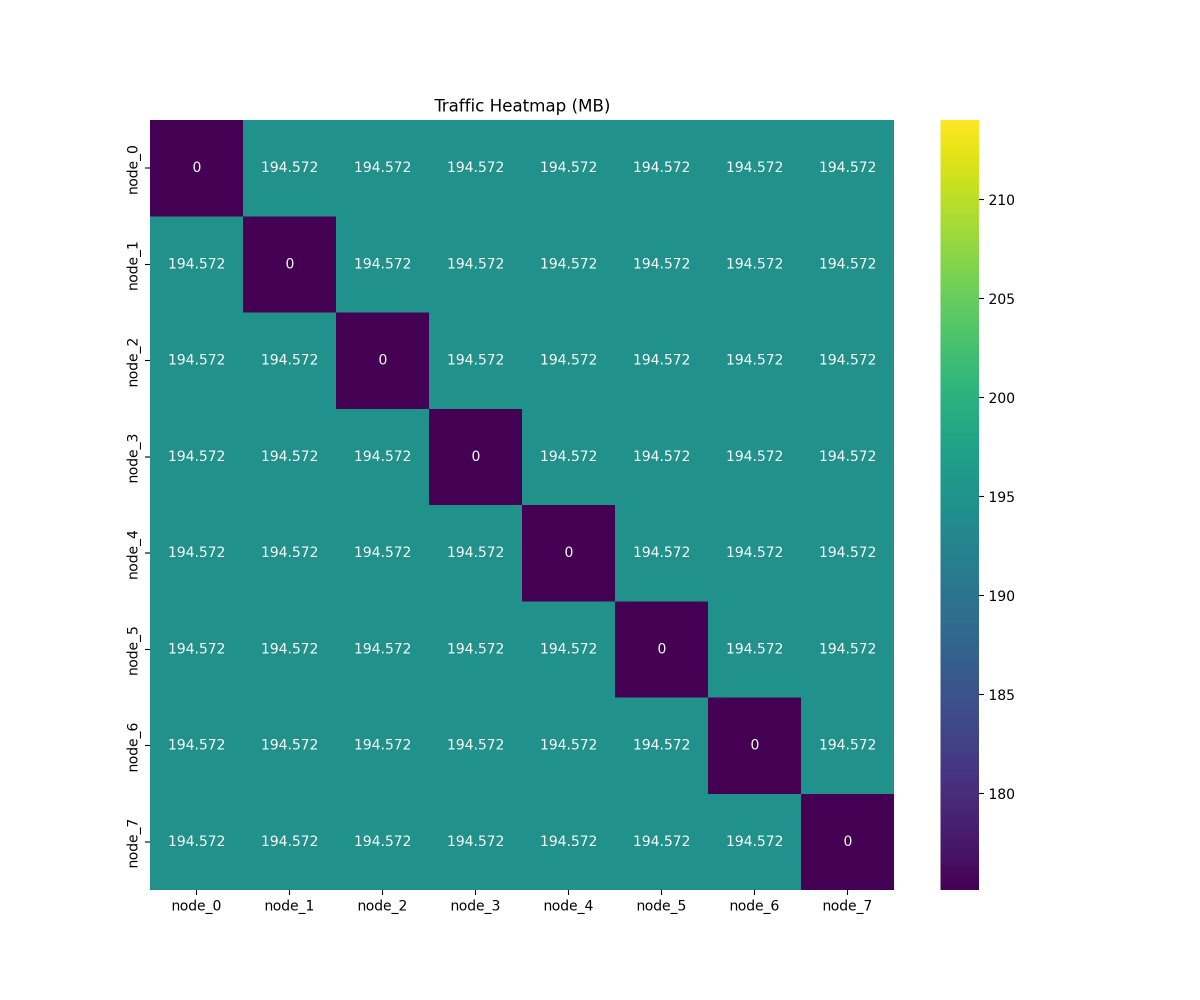 Traffic Heatmap (MB)
node_0 0 194.572 194.572 194.572 194.572 194.572 194.572 194.572
node_1 194.572 0 194.572 194.572 194.572 194.572 194.572 194.572
node_2 194.572 194.572 0 194.572 194.572 194.572 194.572 194.572
node_3 194.572 194.572 194.572 0 194.572 194.572 194.572 194.572
node_4 194.572 194.572 194.572 194.572 0 194.572 194.572 194.572
node_5 194.572 194.572 194.572 194.572 194.572 0 194.572 194.572
node_6 194.572 194.572 194.572 194.572 194.572 194.572 0 194.572
node_7 194.572 194.572 194.572 194.572 194.572 194.572 194.572 0
node_0 node_1 node_2 node_3 node_4 node_5 node_6 node_7
210
205
200
195
190
185
180